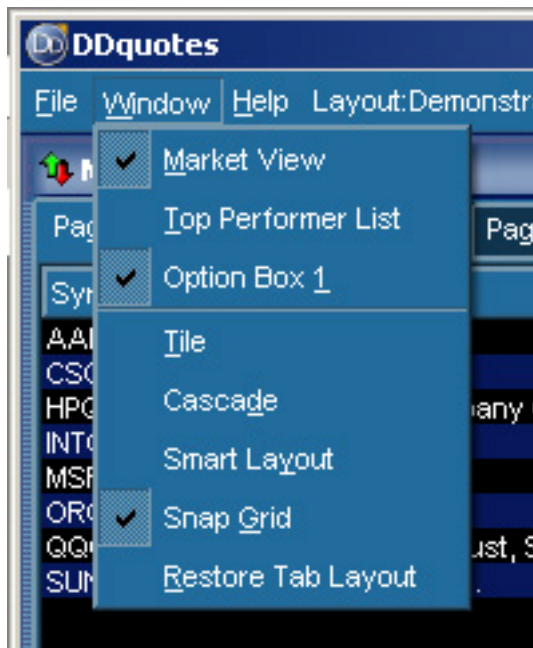 DDquotes
File Window Help Layout:Demonstr
Market View
Top Performer List
Pag
Option Box 1
Tile
Cascade
Smart Layout
Snap Grid
Restore Tab Layout